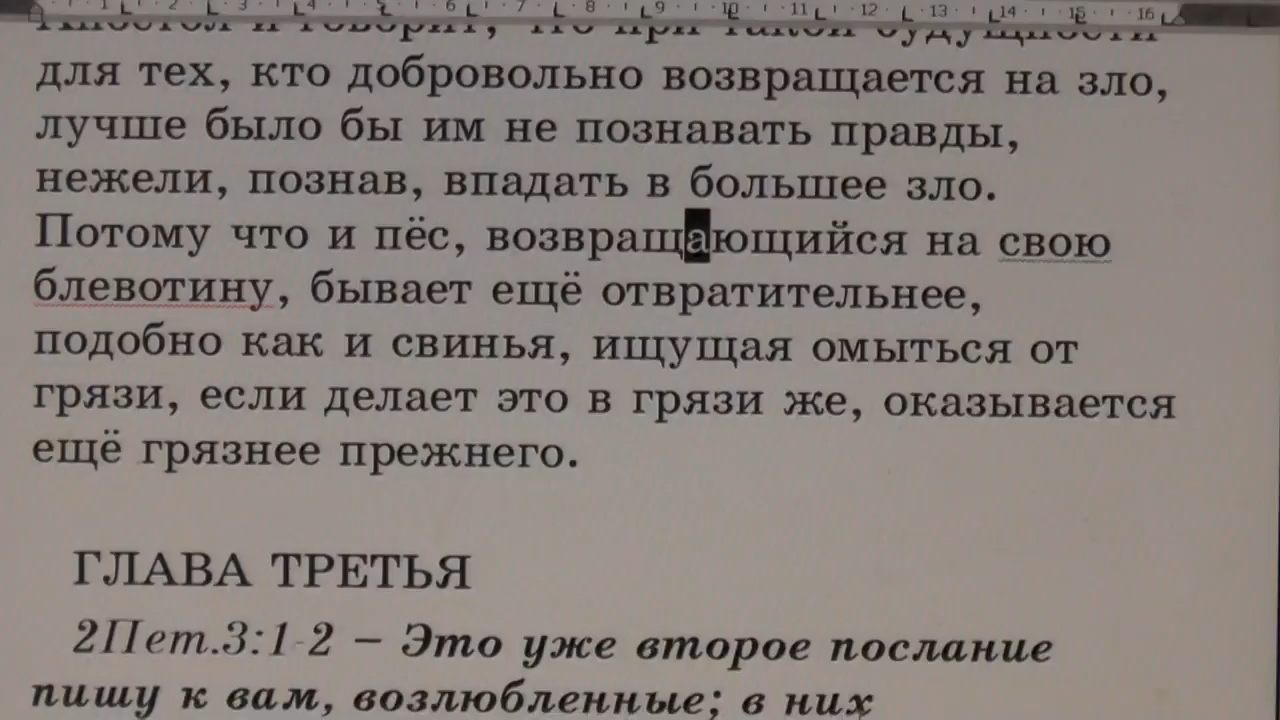 для тех, кто добровольно возвращается на зло,
лучше было бы им не познавать правды,
нежели, познав, впадать в большее зло.
Потому что и пёс, возвращающийся на свою
блевотину, бывает ещё отвратительнее,
подобно как и свинья, ищущая омыться от
грязи, если делает это в грязи же, оказывается
ещё грязнее прежнего.
ГЛАВА ТРЕТЬЯ
2Пет.3:1-2 – Это уже второе послание
пишу к вам, возлюбленные; в них